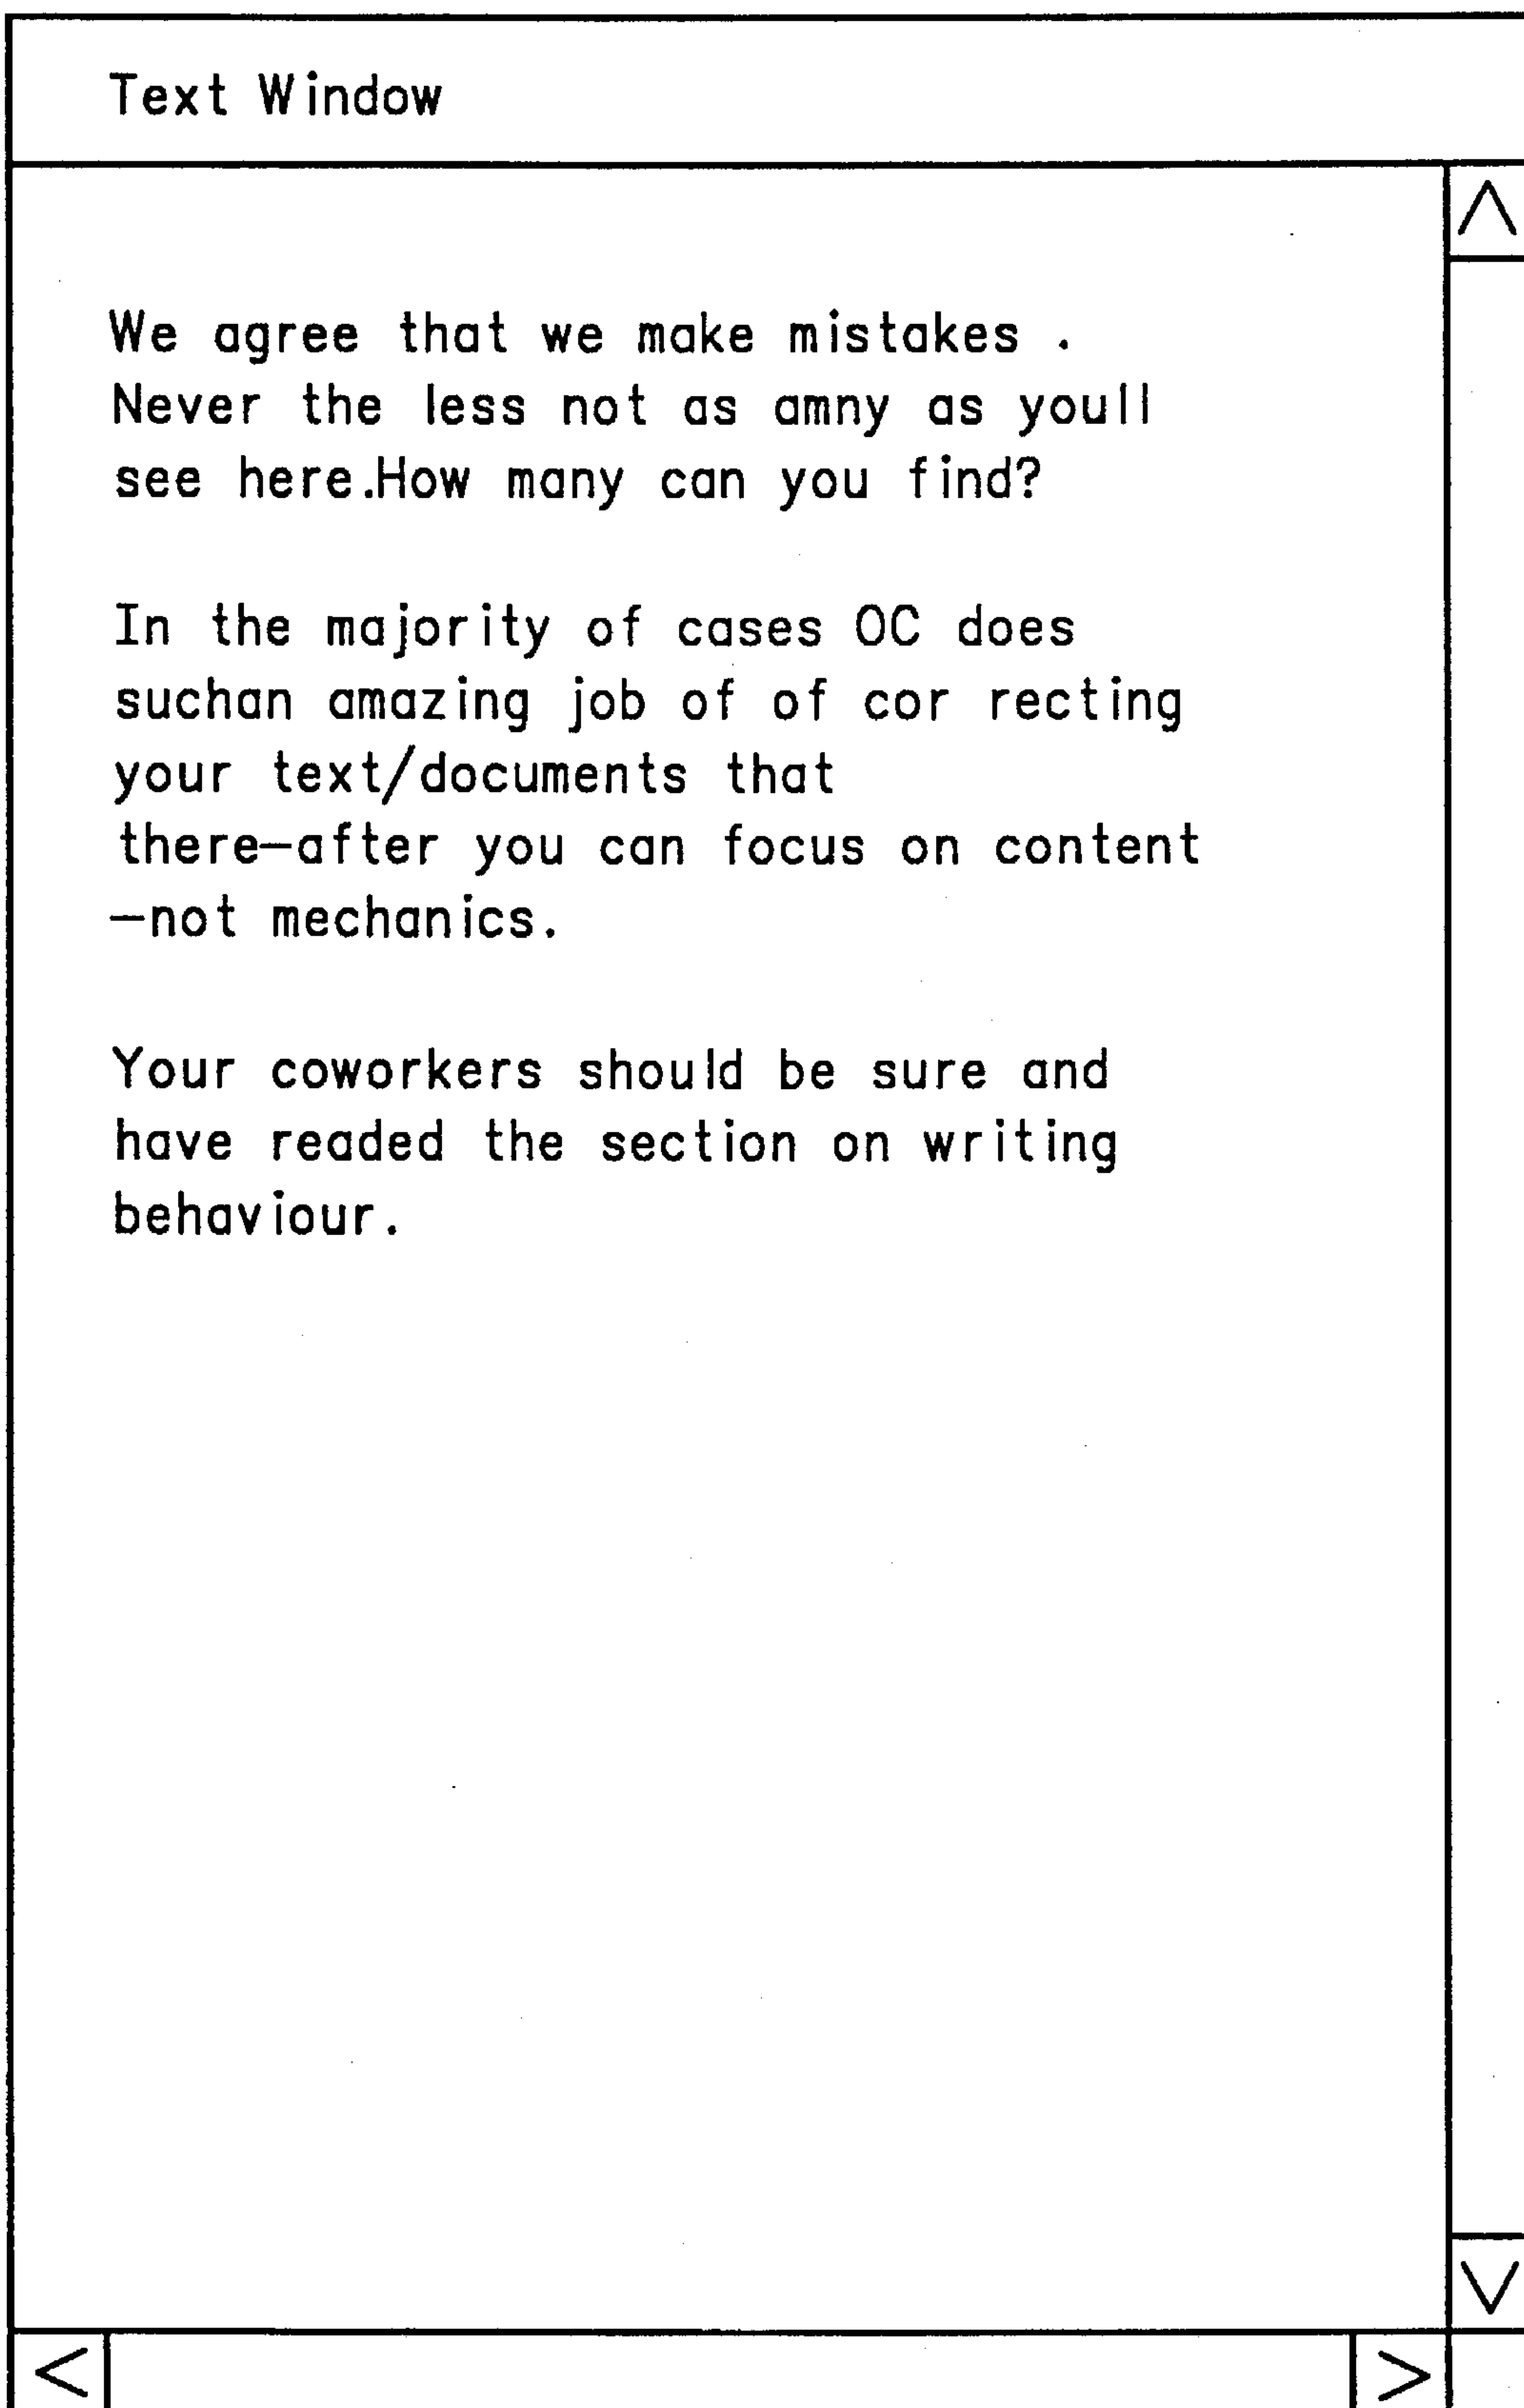 Text Window
We agree that we make mistakes .
Never the less not as amny as youll
see here.How many can you find?
In the majority of cases OC does
suchan amazing job of of cor recting
your text/documents that
there—after you can focus on content
—not mechanics.
Your coworkers should be sure and
have readed the section on writing
behaviour.